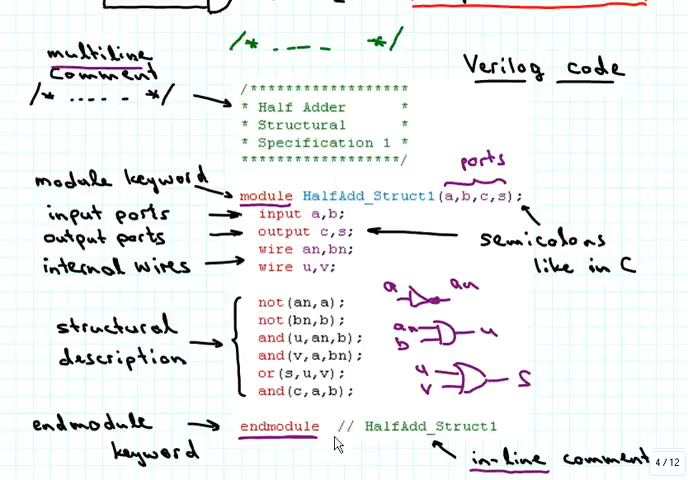 /* .---- */
multiline
comment
/* ..... */
Verilog code
/******************
* Half Adder *
* Structural *
* Specification 1 *
******************/
ports
module keyword
module HalfAdd_Struct1(a,b,c,s);
input ports
input a,b;
output ports
output c,s;
semicolons
like in C
internal wires
wire an,bn;
wire u,v;
structural
description
not(an,a);
not(bn,b);
and(u,an,b);
and(v,a,bn);
or(s,u,v);
and(c,a,b);
a an
an
b u
u
v s
endmodule
keyword
endmodule // HalfAdd_Struct1
in-line comment
4/12